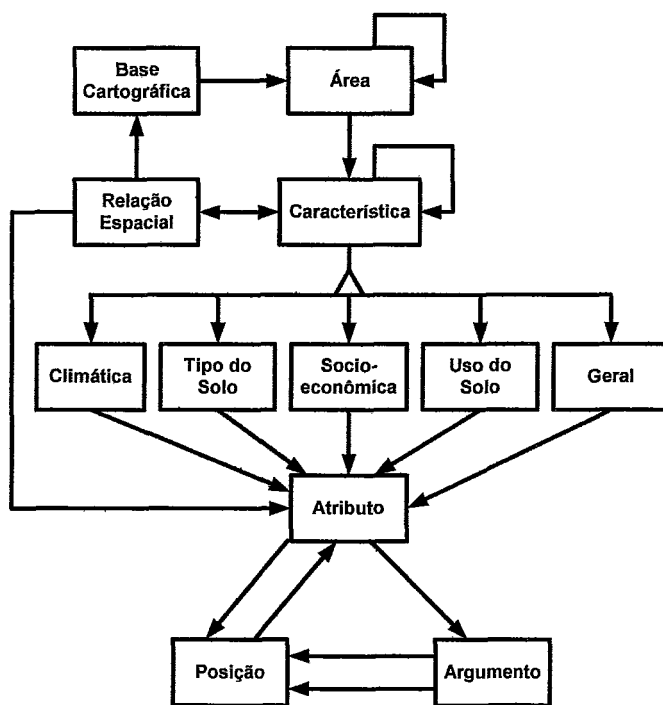 Base
Cartográfica
Área
Relação
Espacial
Característica
Climática
Tipo do
Solo
Socio-
econômica
Uso do
Solo
Geral
Atributo
Posição
Argumento